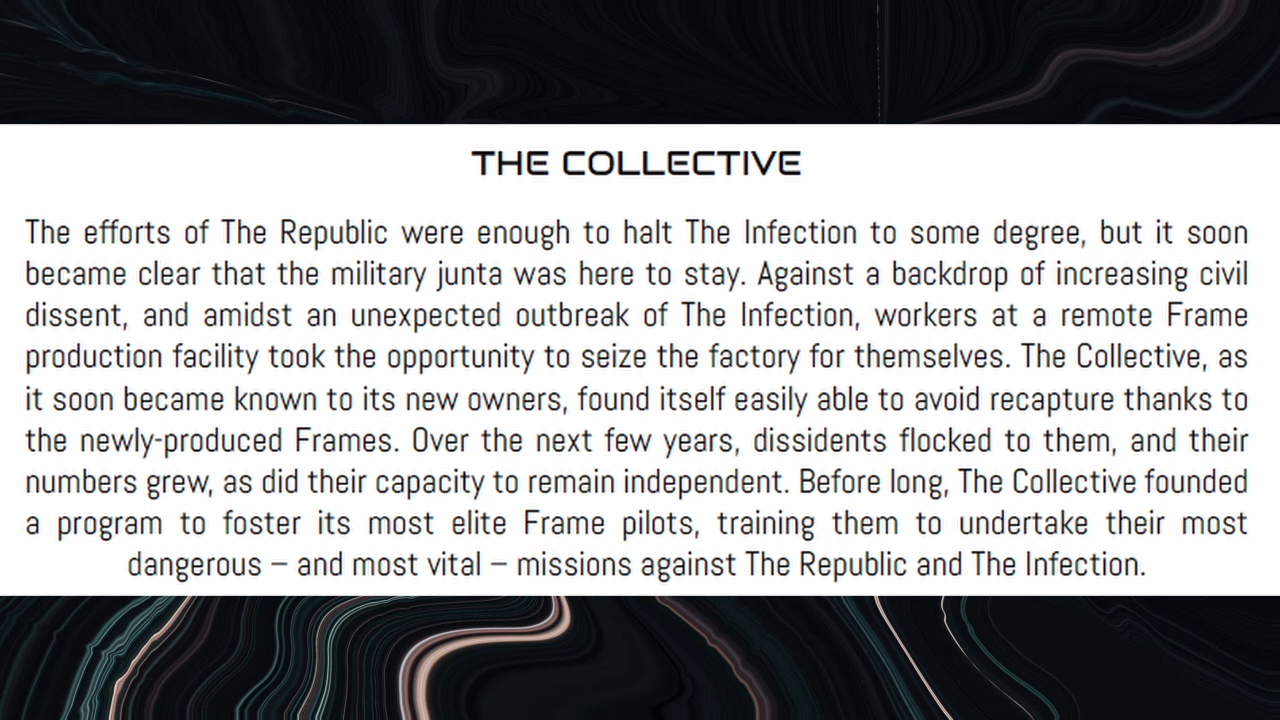 THE COLLECTIVE
The efforts of The Republic were enough to halt The Infection to some degree, but it soon
became clear that the military junta was here to stay. Against a backdrop of increasing civil
dissent, and amidst an unexpected outbreak of The Infection, workers at a remote Frame
production facility took the opportunity to seize the factory for themselves. The Collective, as
it soon became known to its new owners, found itself easily able to avoid recapture thanks to
the newly-produced Frames. Over the next few years, dissidents flocked to them, and their
numbers grew, as did their capacity to remain independent. Before long, The Collective founded
a program to foster its most elite Frame pilots, training them to undertake their most
dangerous – and most vital – missions against The Republic and The Infection.